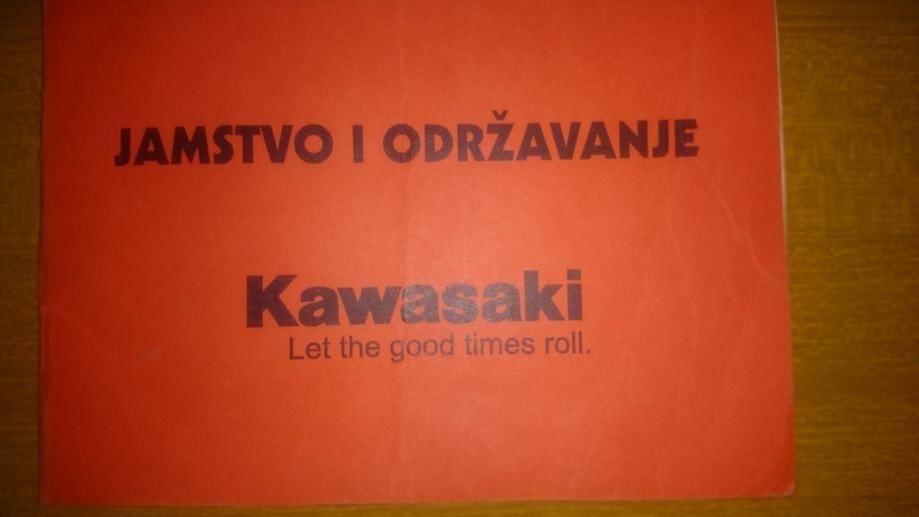 JAMSTVO I ODRŽAVANJE
Kawasaki
Let the good times roll.